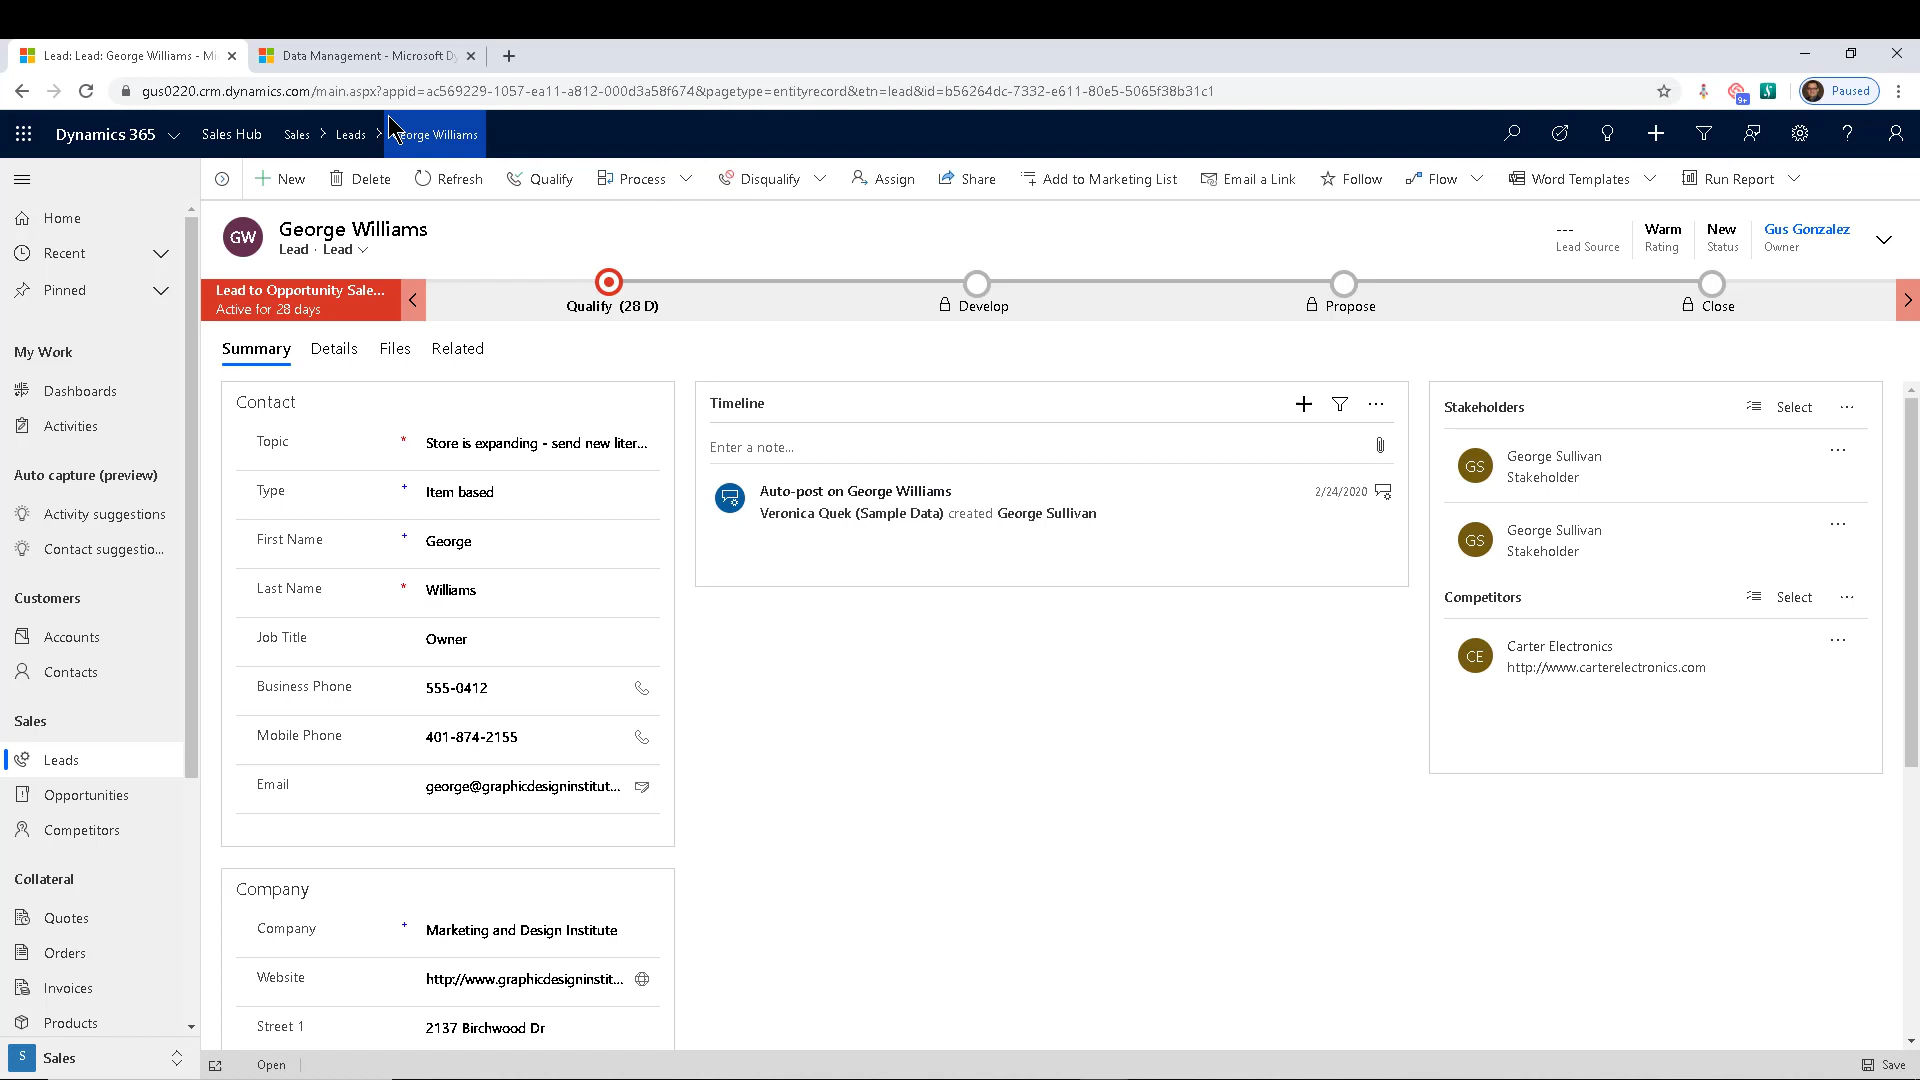 Lead: Lead: George Williams - Mi
Data Management - Microsoft Dy
gus0220.crm.dynamics.com/main.aspx?appid=ac569229-1057-ea11-a812-000d3a58f674&pagetype=entityrecord&etn=lead&id=b56264dc-7332-e611-80e5-5065f38b31c1
9+
Paused
Dynamics 365
Sales Hub
Sales > Leads > George Williams
New
Delete
Refresh
Qualify
Process
Disqualify
Assign
Share
Add to Marketing List
Email a Link
Follow
Flow
Word Templates
Run Report
Home
Recent
Pinned
My Work
Dashboards
Activities
Auto capture (preview)
Activity suggestions
Contact suggestio...
Customers
Accounts
Contacts
Sales
Leads
Opportunities
Competitors
Collateral
Quotes
Orders
Invoices
Products
S
Sales
GW
George Williams
Lead · Lead
---
Lead Source
Warm
Rating
New
Status
Gus Gonzalez
Owner
Lead to Opportunity Sale...
Active for 28 days
Qualify (28 D)
Develop
Propose
Close
Summary
Details
Files
Related
Contact
Topic * Store is expanding - send new liter...
Type + Item based
First Name + George
Last Name * Williams
Job Title Owner
Business Phone 555-0412
Mobile Phone 401-874-2155
Email george@graphicdesigninstitut...
Company
Company + Marketing and Design Institute
Website http://www.graphicdesigninstit...
Street 1 2137 Birchwood Dr
Timeline
Enter a note...
Auto-post on George Williams
2/24/2020
Veronica Quek (Sample Data) created George Sullivan
Stakeholders
Select
GS
George Sullivan
Stakeholder
GS
George Sullivan
Stakeholder
Competitors
Select
CE
Carter Electronics
http://www.carterelectronics.com
Open
Save